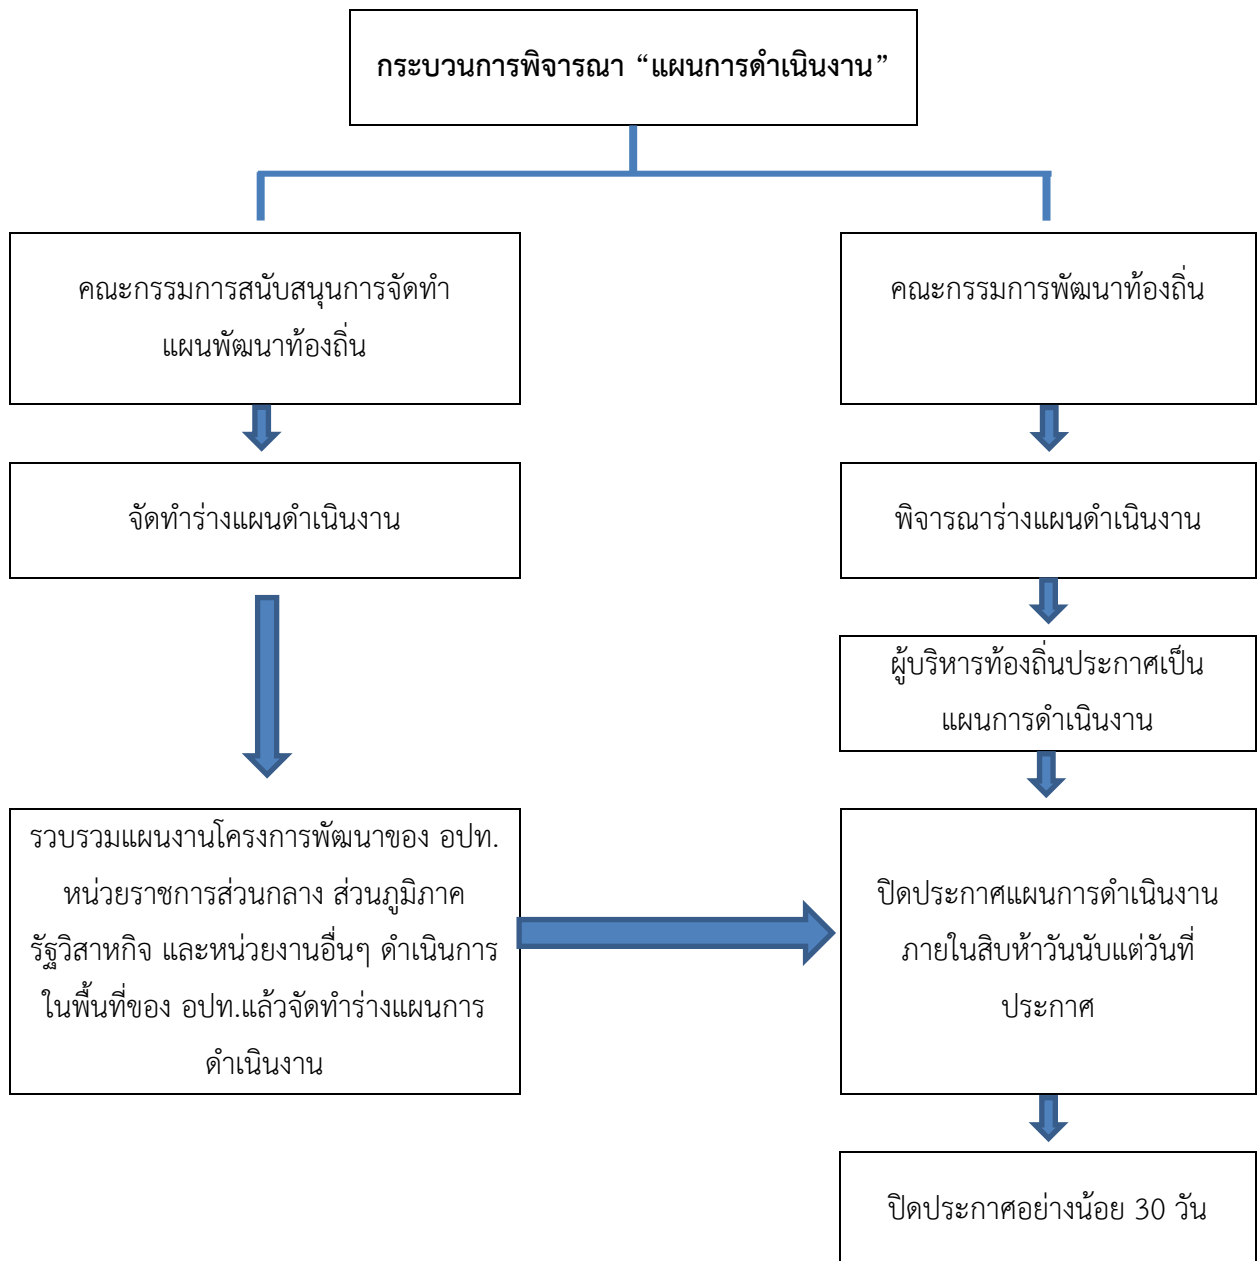 กระบวนการพิจารณา “แผนการดำเนินงาน”
คณะกรรมการสนับสนุนการจัดทำ
แผนพัฒนาท้องถิ่น
คณะกรรมการพัฒนาท้องถิ่น
จัดทำร่างแผนดำเนินงาน
พิจารณาร่างแผนดำเนินงาน
ผู้บริหารท้องถิ่นประกาศเป็น
แผนการดำเนินงาน
รวบรวมแผนงานโครงการพัฒนาของ อปท.
หน่วยราชการส่วนกลาง ส่วนภูมิภาค
รัฐวิสาหกิจ และหน่วยงานอื่นๆ ดำเนินการ
ในพื้นที่ของ อปท.แล้วจัดทำร่างแผนการ
ดำเนินงาน
ปิดประกาศแผนการดำเนินงาน
ภายในสิบห้าวันนับแต่วันที่
ประกาศ
ปิดประกาศอย่างน้อย 30 วัน